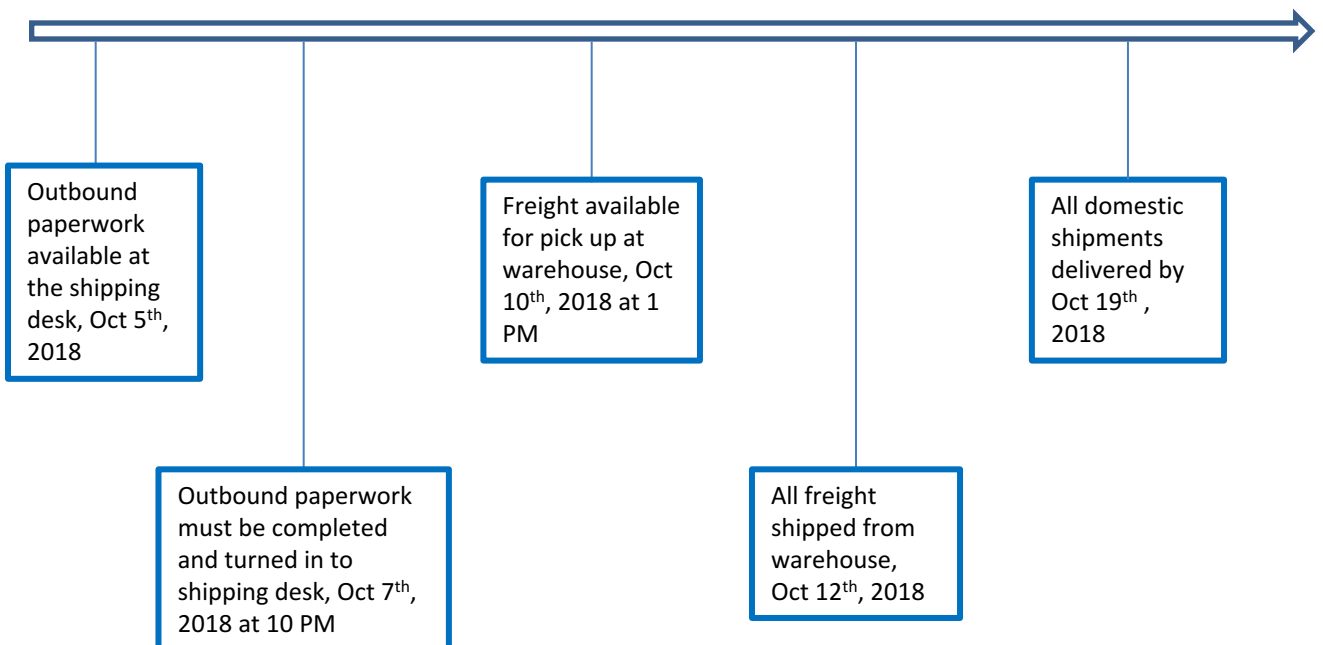 Outbound
paperwork
available at
the shipping
desk, Oct 5th,
2018
Outbound paperwork
must be completed
and turned in to
shipping desk, Oct 7th,
2018 at 10 PM
Freight available
for pick up at
warehouse, Oct
10th, 2018 at 1
PM
All freight
shipped from
warehouse,
Oct 12th, 2018
All domestic
shipments
delivered by
Oct 19th ,
2018